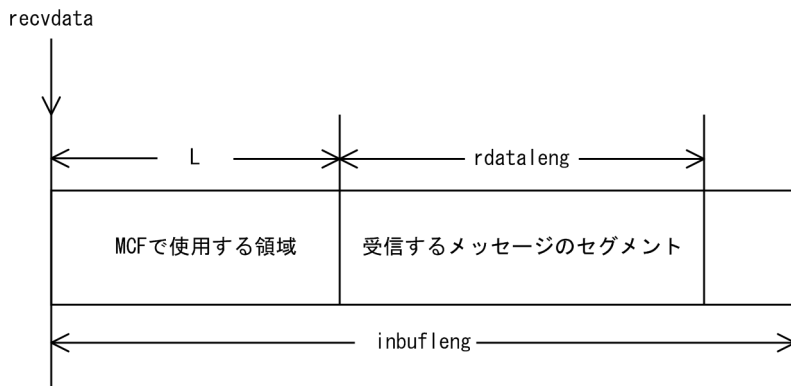 recvdata
L
rdataleng
MCFで使用する領域
受信するメッセージのセグメント
inbufleng